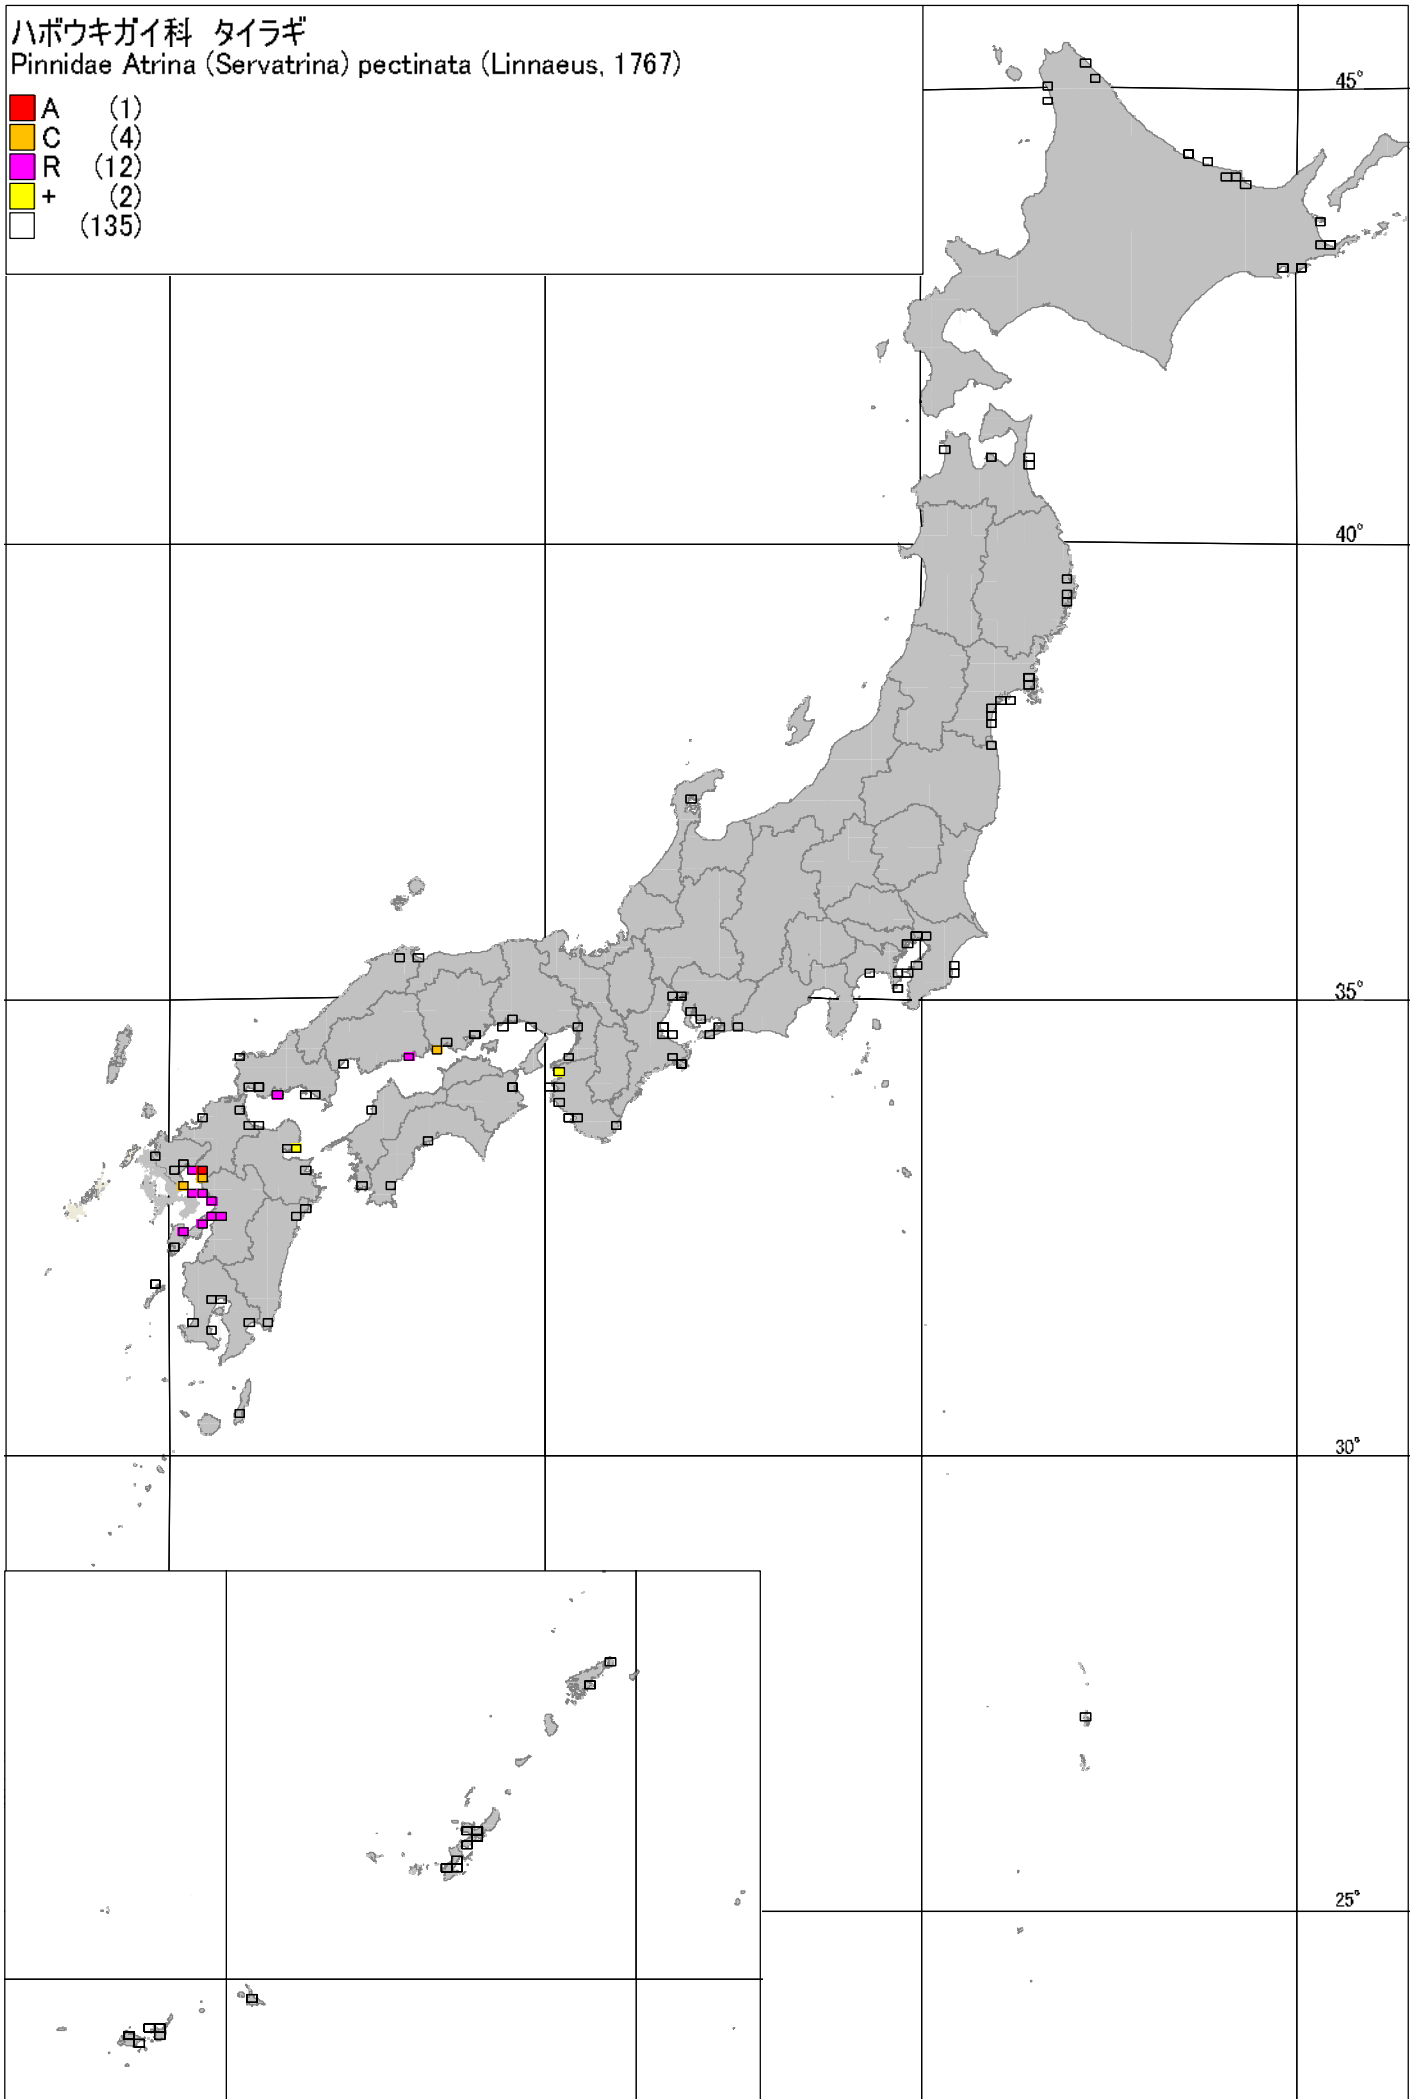 ハボウキガイ科 タイラギ
Pinnidae Atrina (Servatrina) pectinata (Linnaeus, 1767)
A (1)
C (4)
R (12)
+ (2)
(135)
45°
40°
35°
30°
25°